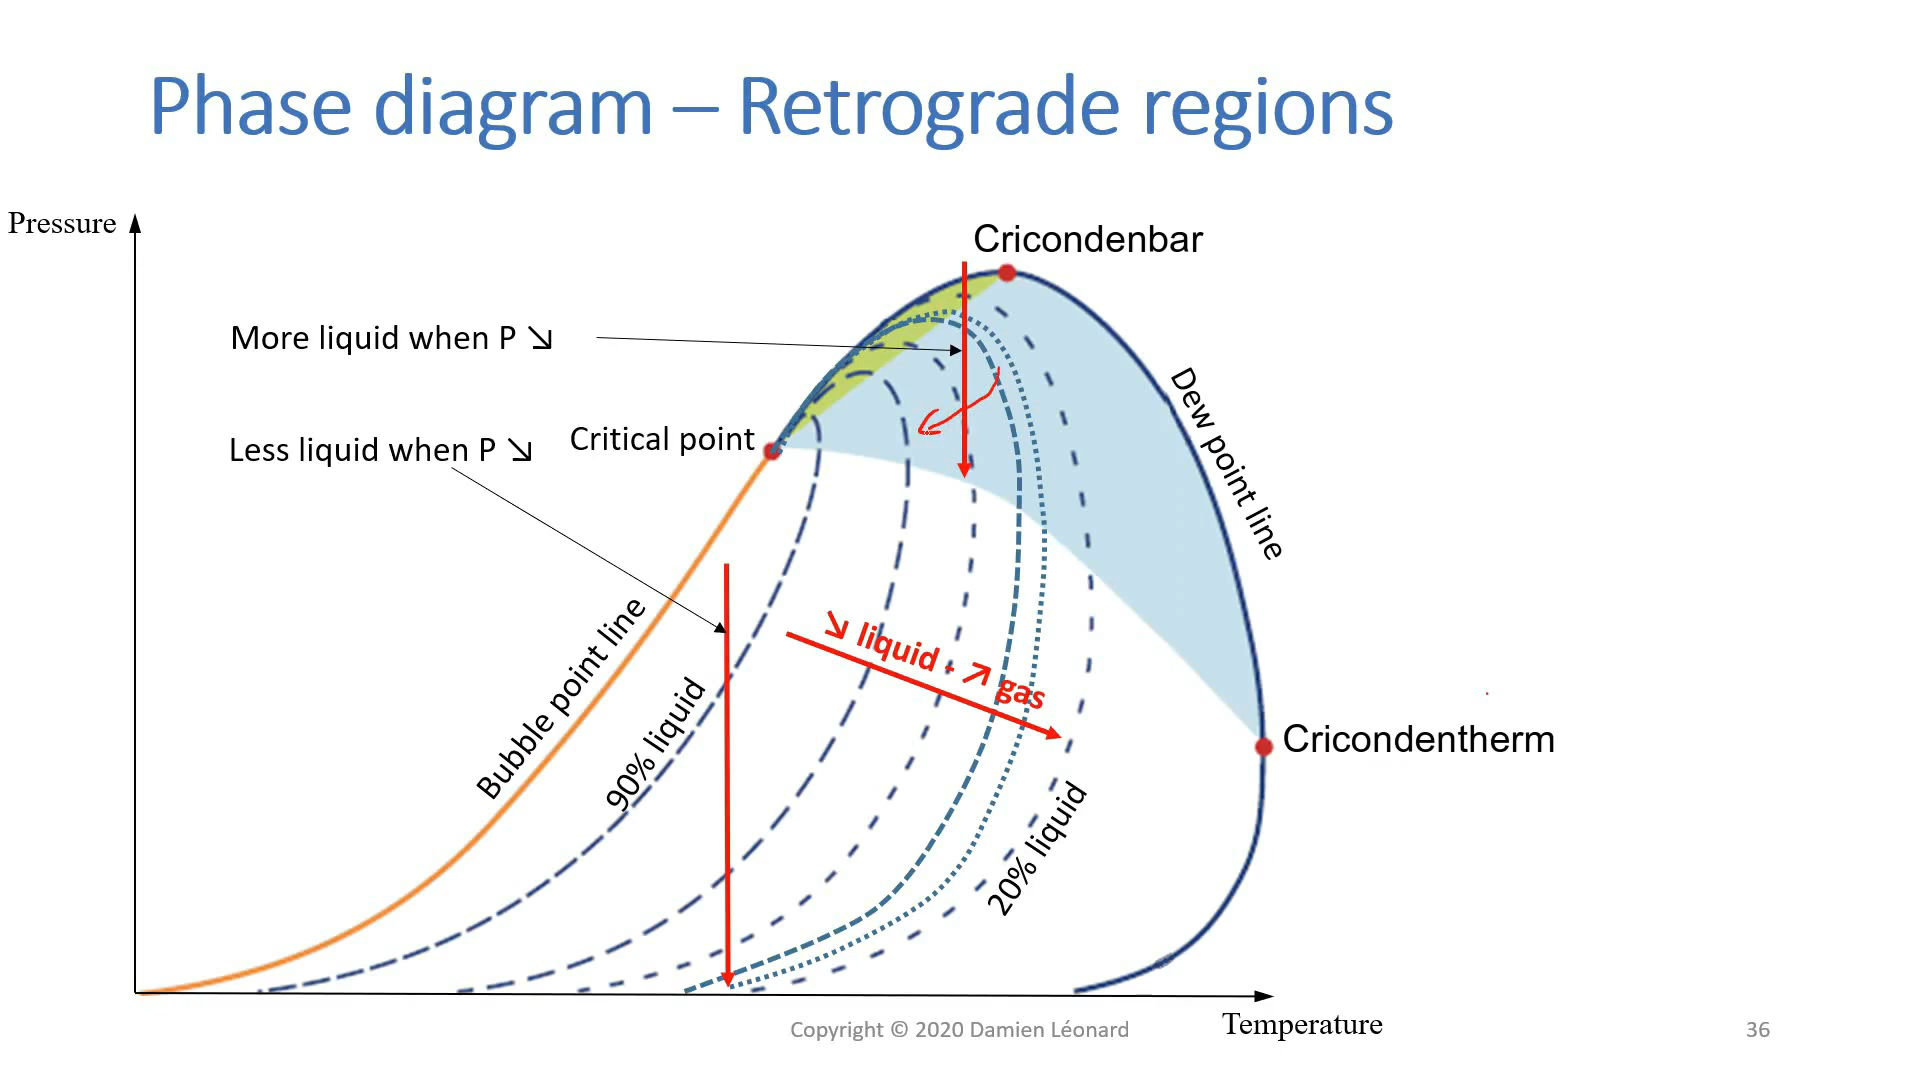 Phase diagram – Retrograde regions
Pressure
Cricondenbar
More liquid when P ↘
Less liquid when P ↘
Critical point
Dew point line
Bubble point line
90% liquid
↘ liquid - ↗ gas
20% liquid
Cricondentherm
Temperature
Copyright © 2020 Damien Léonard
36